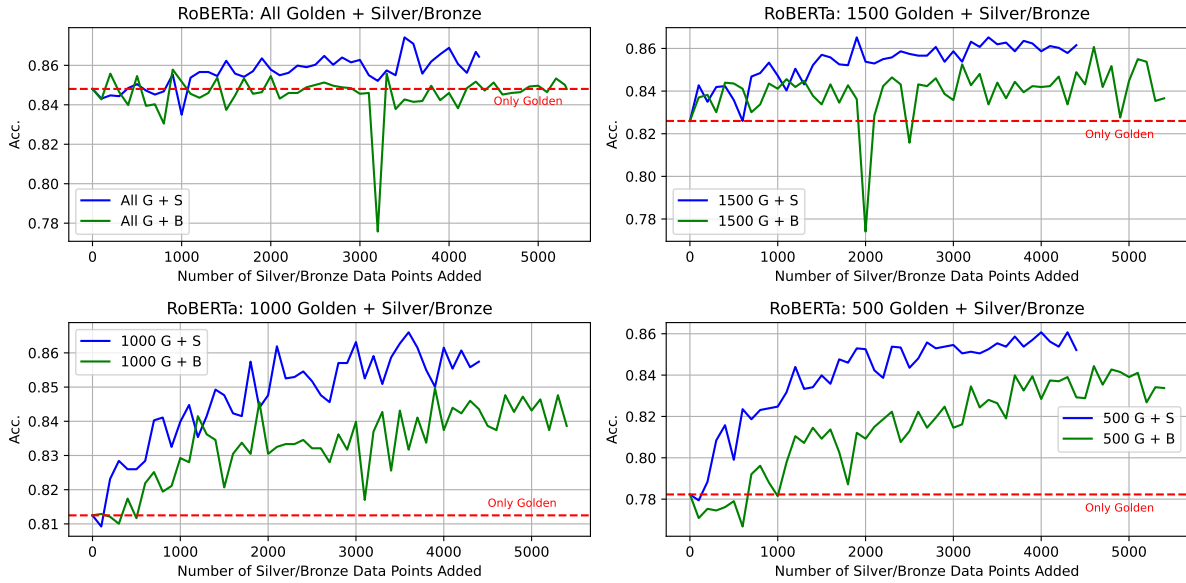 RoBERTa: All Golden + Silver/Bronze
Acc.
0.86
0.84
0.82
0.80
0.78
Only Golden
All G + S
All G + B
0 1000 2000 3000 4000 5000
Number of Silver/Bronze Data Points Added
RoBERTa: 1500 Golden + Silver/Bronze
Acc.
0.86
0.84
0.82
0.80
0.78
Only Golden
1500 G + S
1500 G + B
0 1000 2000 3000 4000 5000
Number of Silver/Bronze Data Points Added
RoBERTa: 1000 Golden + Silver/Bronze
Acc.
1000 G + S
1000 G + B
0.86
0.85
0.84
0.83
0.82
0.81
Only Golden
0 1000 2000 3000 4000 5000
Number of Silver/Bronze Data Points Added
RoBERTa: 500 Golden + Silver/Bronze
Acc.
0.86
0.84
0.82
0.80
0.78
500 G + S
500 G + B
Only Golden
0 1000 2000 3000 4000 5000
Number of Silver/Bronze Data Points Added